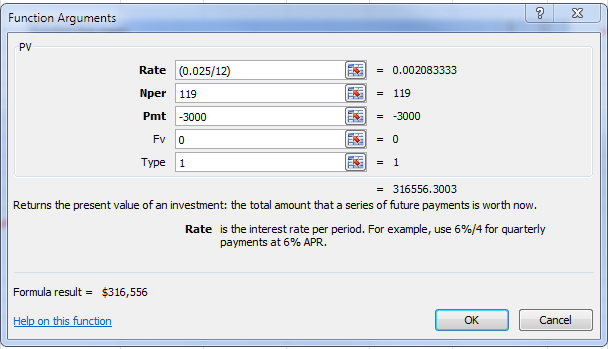 Function Arguments
PV
Rate (0.025/12) = 0.002083333
Nper 119 = 119
Pmt -3000 = -3000
Fv 0 = 0
Type 1 = 1
= 316556.3003
Returns the present value of an investment: the total amount that a series of future payments is worth now.
Rate is the interest rate per period. For example, use 6%/4 for quarterly
payments at 6% APR.
Formula result = $316,556
Help on this function
OK Cancel